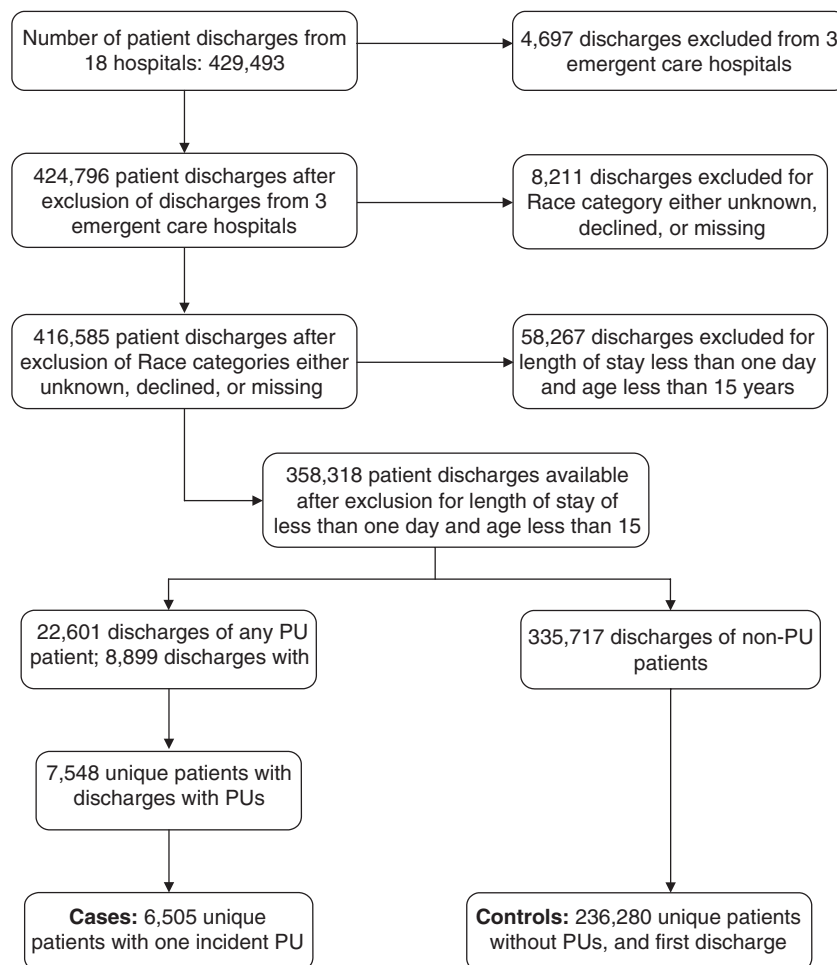 Number of patient discharges from
18 hospitals: 429,493
4,697 discharges excluded from 3
emergent care hospitals
424,796 patient discharges after
exclusion of discharges from 3
emergent care hospitals
8,211 discharges excluded for
Race category either unknown,
declined, or missing
416,585 patient discharges after
exclusion of Race categories either
unknown, declined, or missing
58,267 discharges excluded for
length of stay less than one day
and age less than 15 years
358,318 patient discharges available
after exclusion for length of stay of
less than one day and age less than 15
22,601 discharges of any PU
patient; 8,899 discharges with
335,717 discharges of non-PU
patients
7,548 unique patients with
discharges with PUs
Cases: 6,505 unique
patients with one incident PU
Controls: 236,280 unique patients
without PUs, and first discharge